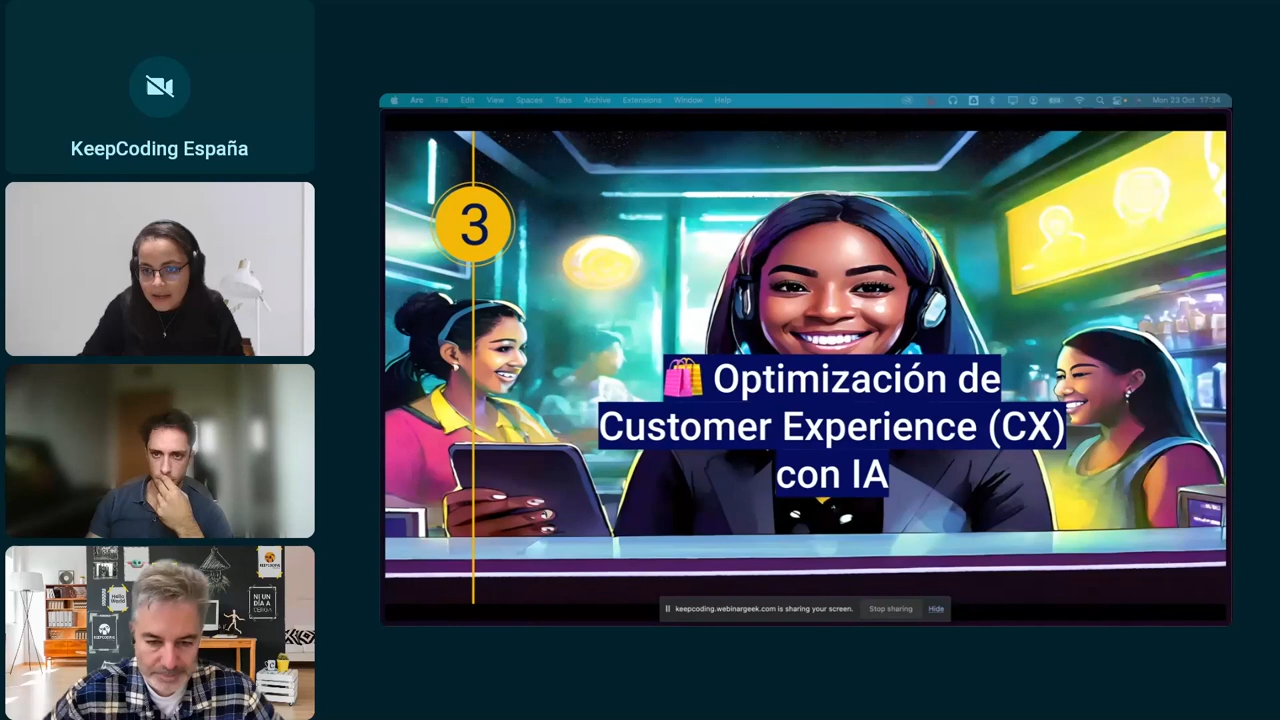 KeepCoding España
Arc File Edit View Spaces Tabs Archive Extensions Window Help
Mon 23 Oct 17:34
3
Optimización de
Customer Experience (CX)
con IA
keepcoding.webinargeek.com is sharing your screen. Stop sharing Hide
Hello
World
NI UN
DÍA A
KEEPCODING